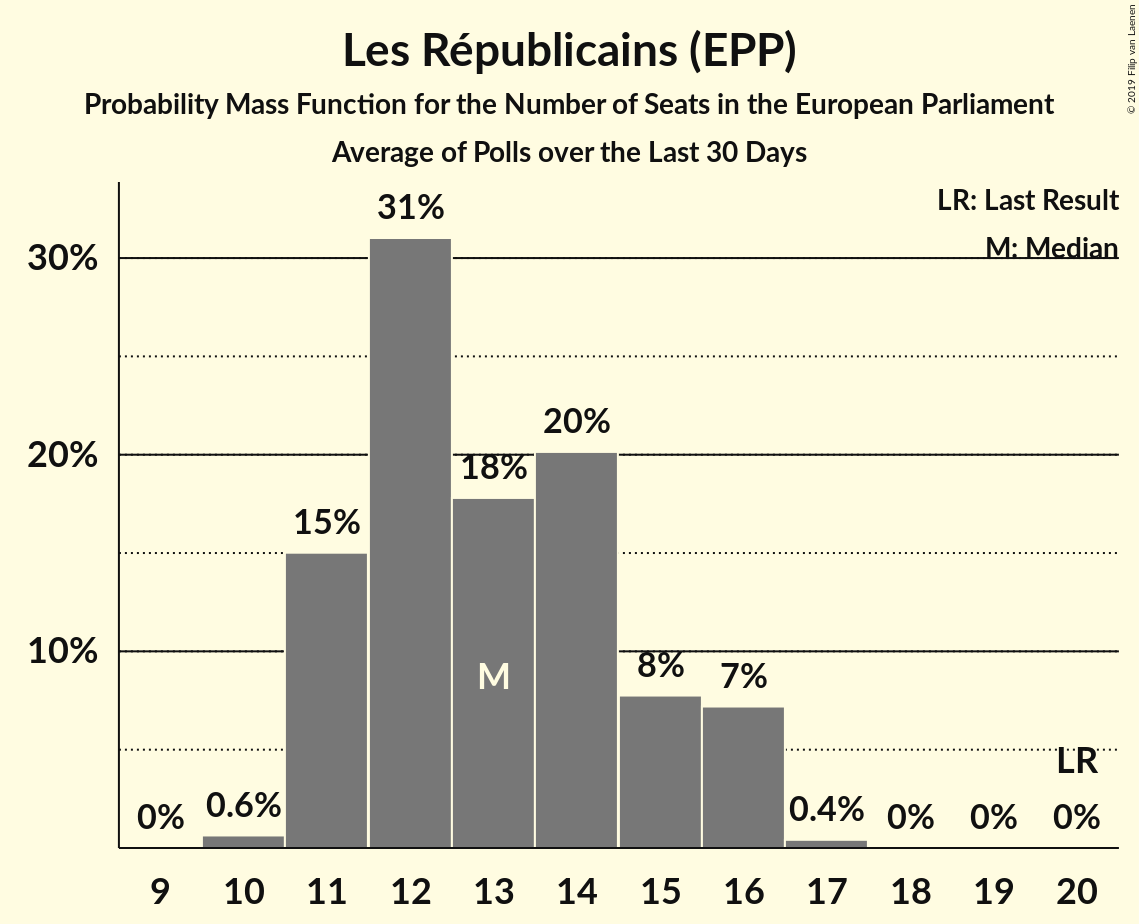 Les Républicains (EPP)
Probability Mass Function for the Number of Seats in the European Parliament
Average of Polls over the Last 30 Days
© 2019 Filip van Laenen
LR: Last Result
M: Median
31%
30%
20%
20%
18%
15%
10%
8%
7%
M
LR
0%
0.6%
0.4%
0%
0%
0%
9 10 11 12 13 14 15 16 17 18 19 20